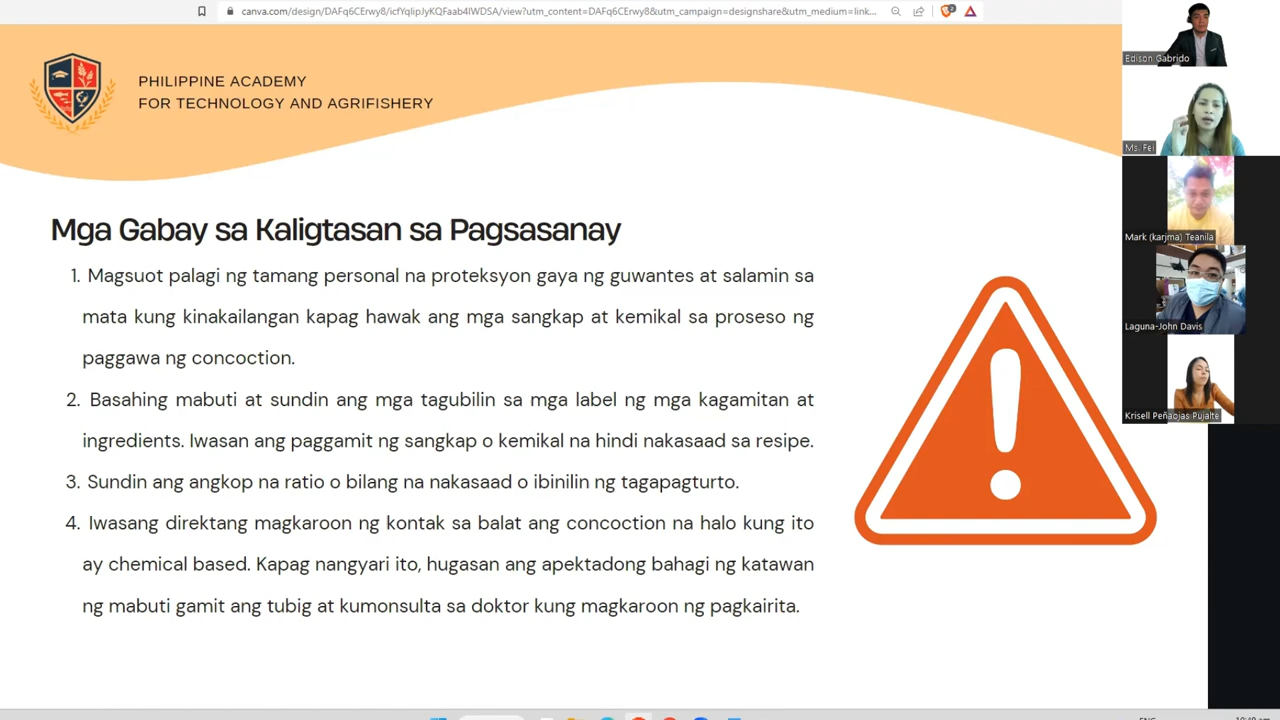 canva.com/design/DAFq6CErwy8/icfYqlipJyKQFaab4IWDSA/view?utm_content=DAFq6CErwy8&utm_campaign=designshare&utm_medium=link...
PHILIPPINE ACADEMY
FOR TECHNOLOGY AND AGRIFISHERY
Mga Gabay sa Kaligtasan sa Pagsasanay
1. Magsuot palagi ng tamang personal na proteksyon gaya ng guwantes at salamin sa
mata kung kinakailangan kapag hawak ang mga sangkap at kemikal sa proseso ng
paggawa ng concoction.
2. Basahing mabuti at sundin ang mga tagubilin sa mga label ng mga kagamitan at
ingredients. Iwasan ang paggamit ng sangkap o kemikal na hindi nakasaad sa resipe.
3. Sundin ang angkop na ratio o bilang na nakasaad o ibinilin ng tagapagturto.
4. Iwasang direktang magkaroon ng kontak sa balat ang concoction na halo kung ito
ay chemical based. Kapag nangyari ito, hugasan ang apektadong bahagi ng katawan
ng mabuti gamit ang tubig at kumonsulta sa doktor kung magkaroon ng pagkairita.
Edison Gabrido
Ms. Fei
Mark (karjma) Teanila
Laguna-John Davis
Krisell Peñaojas Pujalte